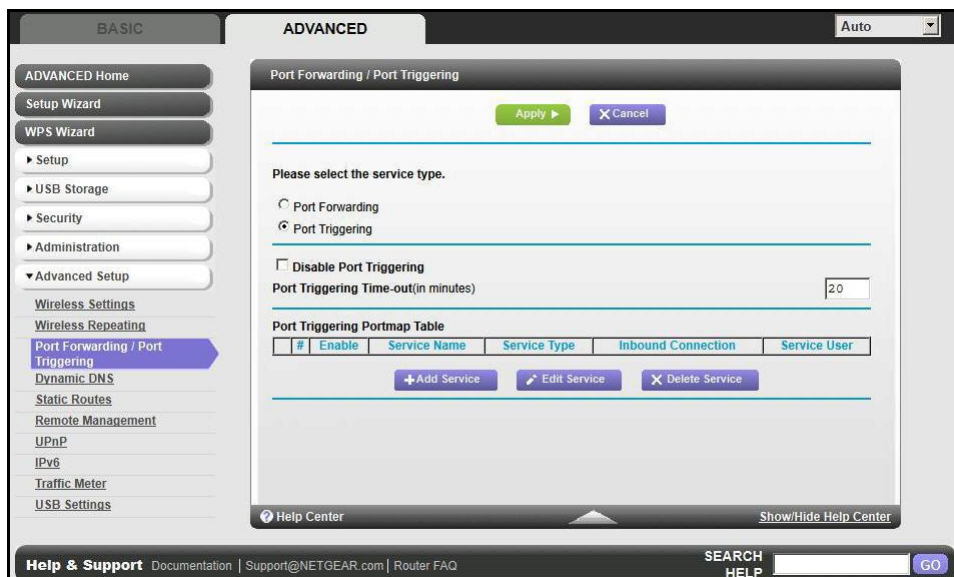 BASIC
ADVANCED
Auto
ADVANCED Home
Setup Wizard
WPS Wizard
Setup
USB Storage
Security
Administration
Advanced Setup
Wireless Settings
Wireless Repeating
Port Forwarding / Port
Triggering
Dynamic DNS
Static Routes
Remote Management
UPnP
IPv6
Traffic Meter
USB Settings
Port Forwarding / Port Triggering
Apply
X Cancel
Please select the service type.
Port Forwarding
Port Triggering
Disable Port Triggering
Port Triggering Time-out(in minutes) 20
Port Triggering Portmap Table
# Enable Service Name Service Type Inbound Connection Service User
+Add Service Edit Service X Delete Service
? Help Center
Show/Hide Help Center
Help & Support Documentation | Support@NETGEAR.com | Router FAQ
SEARCH
HELP
GO